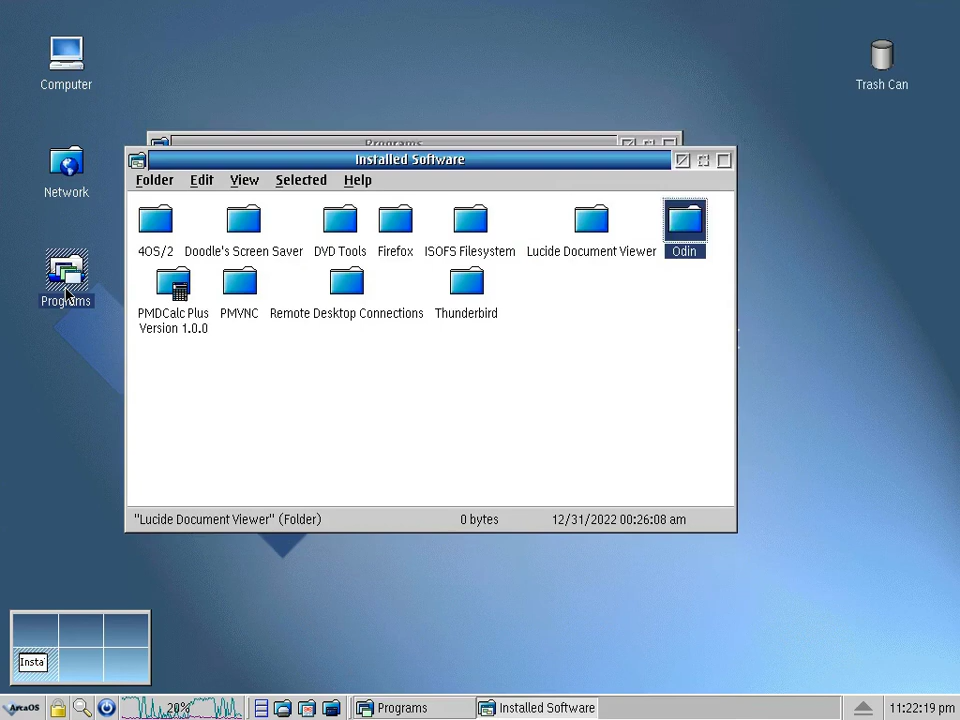 Computer
Trash Can
Programs
Installed Software
Folder Edit View Selected Help
Network
4OS/2 Doodle's Screen Saver DVD Tools Firefox ISOFS Filesystem Lucide Document Viewer Odin
Programs
PMDCalc Plus
Version 1.0.0
PMVNC Remote Desktop Connections Thunderbird
"Lucide Document Viewer" (Folder) 0 bytes 12/31/2022 00:26:08 am
Insta
ArcaOS 20% Programs Installed Software 11:22:19 pm